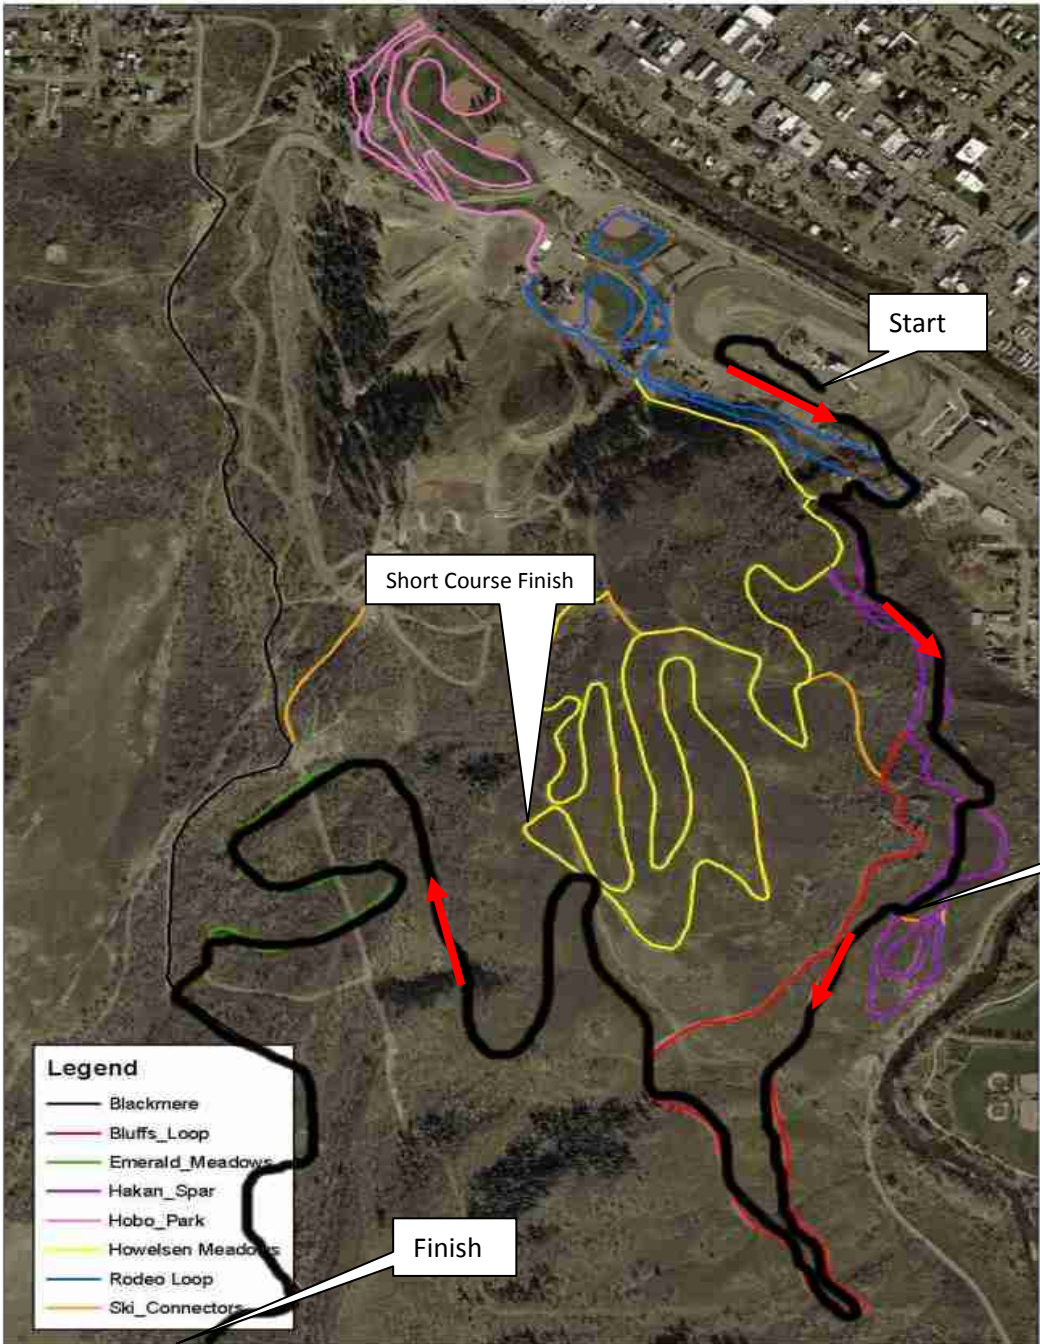 Start
Short Course Finish
Legend
Blackmere
Bluffs_Loop
Emerald_Meadows
Hakan_Spar
Hobo_Park
Howelsen Meadows
Rodeo Loop
Ski_Connectors
Finish